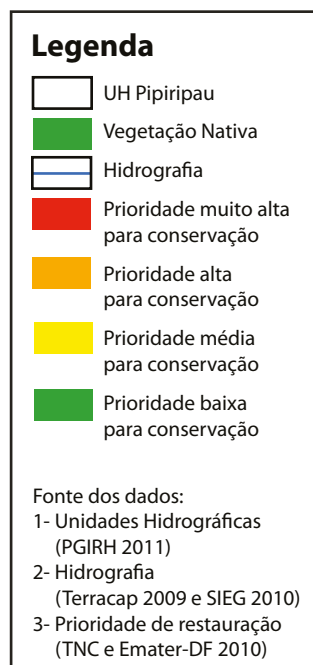 Legenda
UH Pipiripau
Vegetação Nativa
Hidrografia
Prioridade muito alta
para conservação
Prioridade alta
para conservação
Prioridade média
para conservação
Prioridade baixa
para conservação
Fonte dos dados:
1- Unidades Hidrográficas
(PGIRH 2011)
2- Hidrografia
(Terracap 2009 e SIEG 2010)
3- Prioridade de restauração
(TNC e Emater-DF 2010)